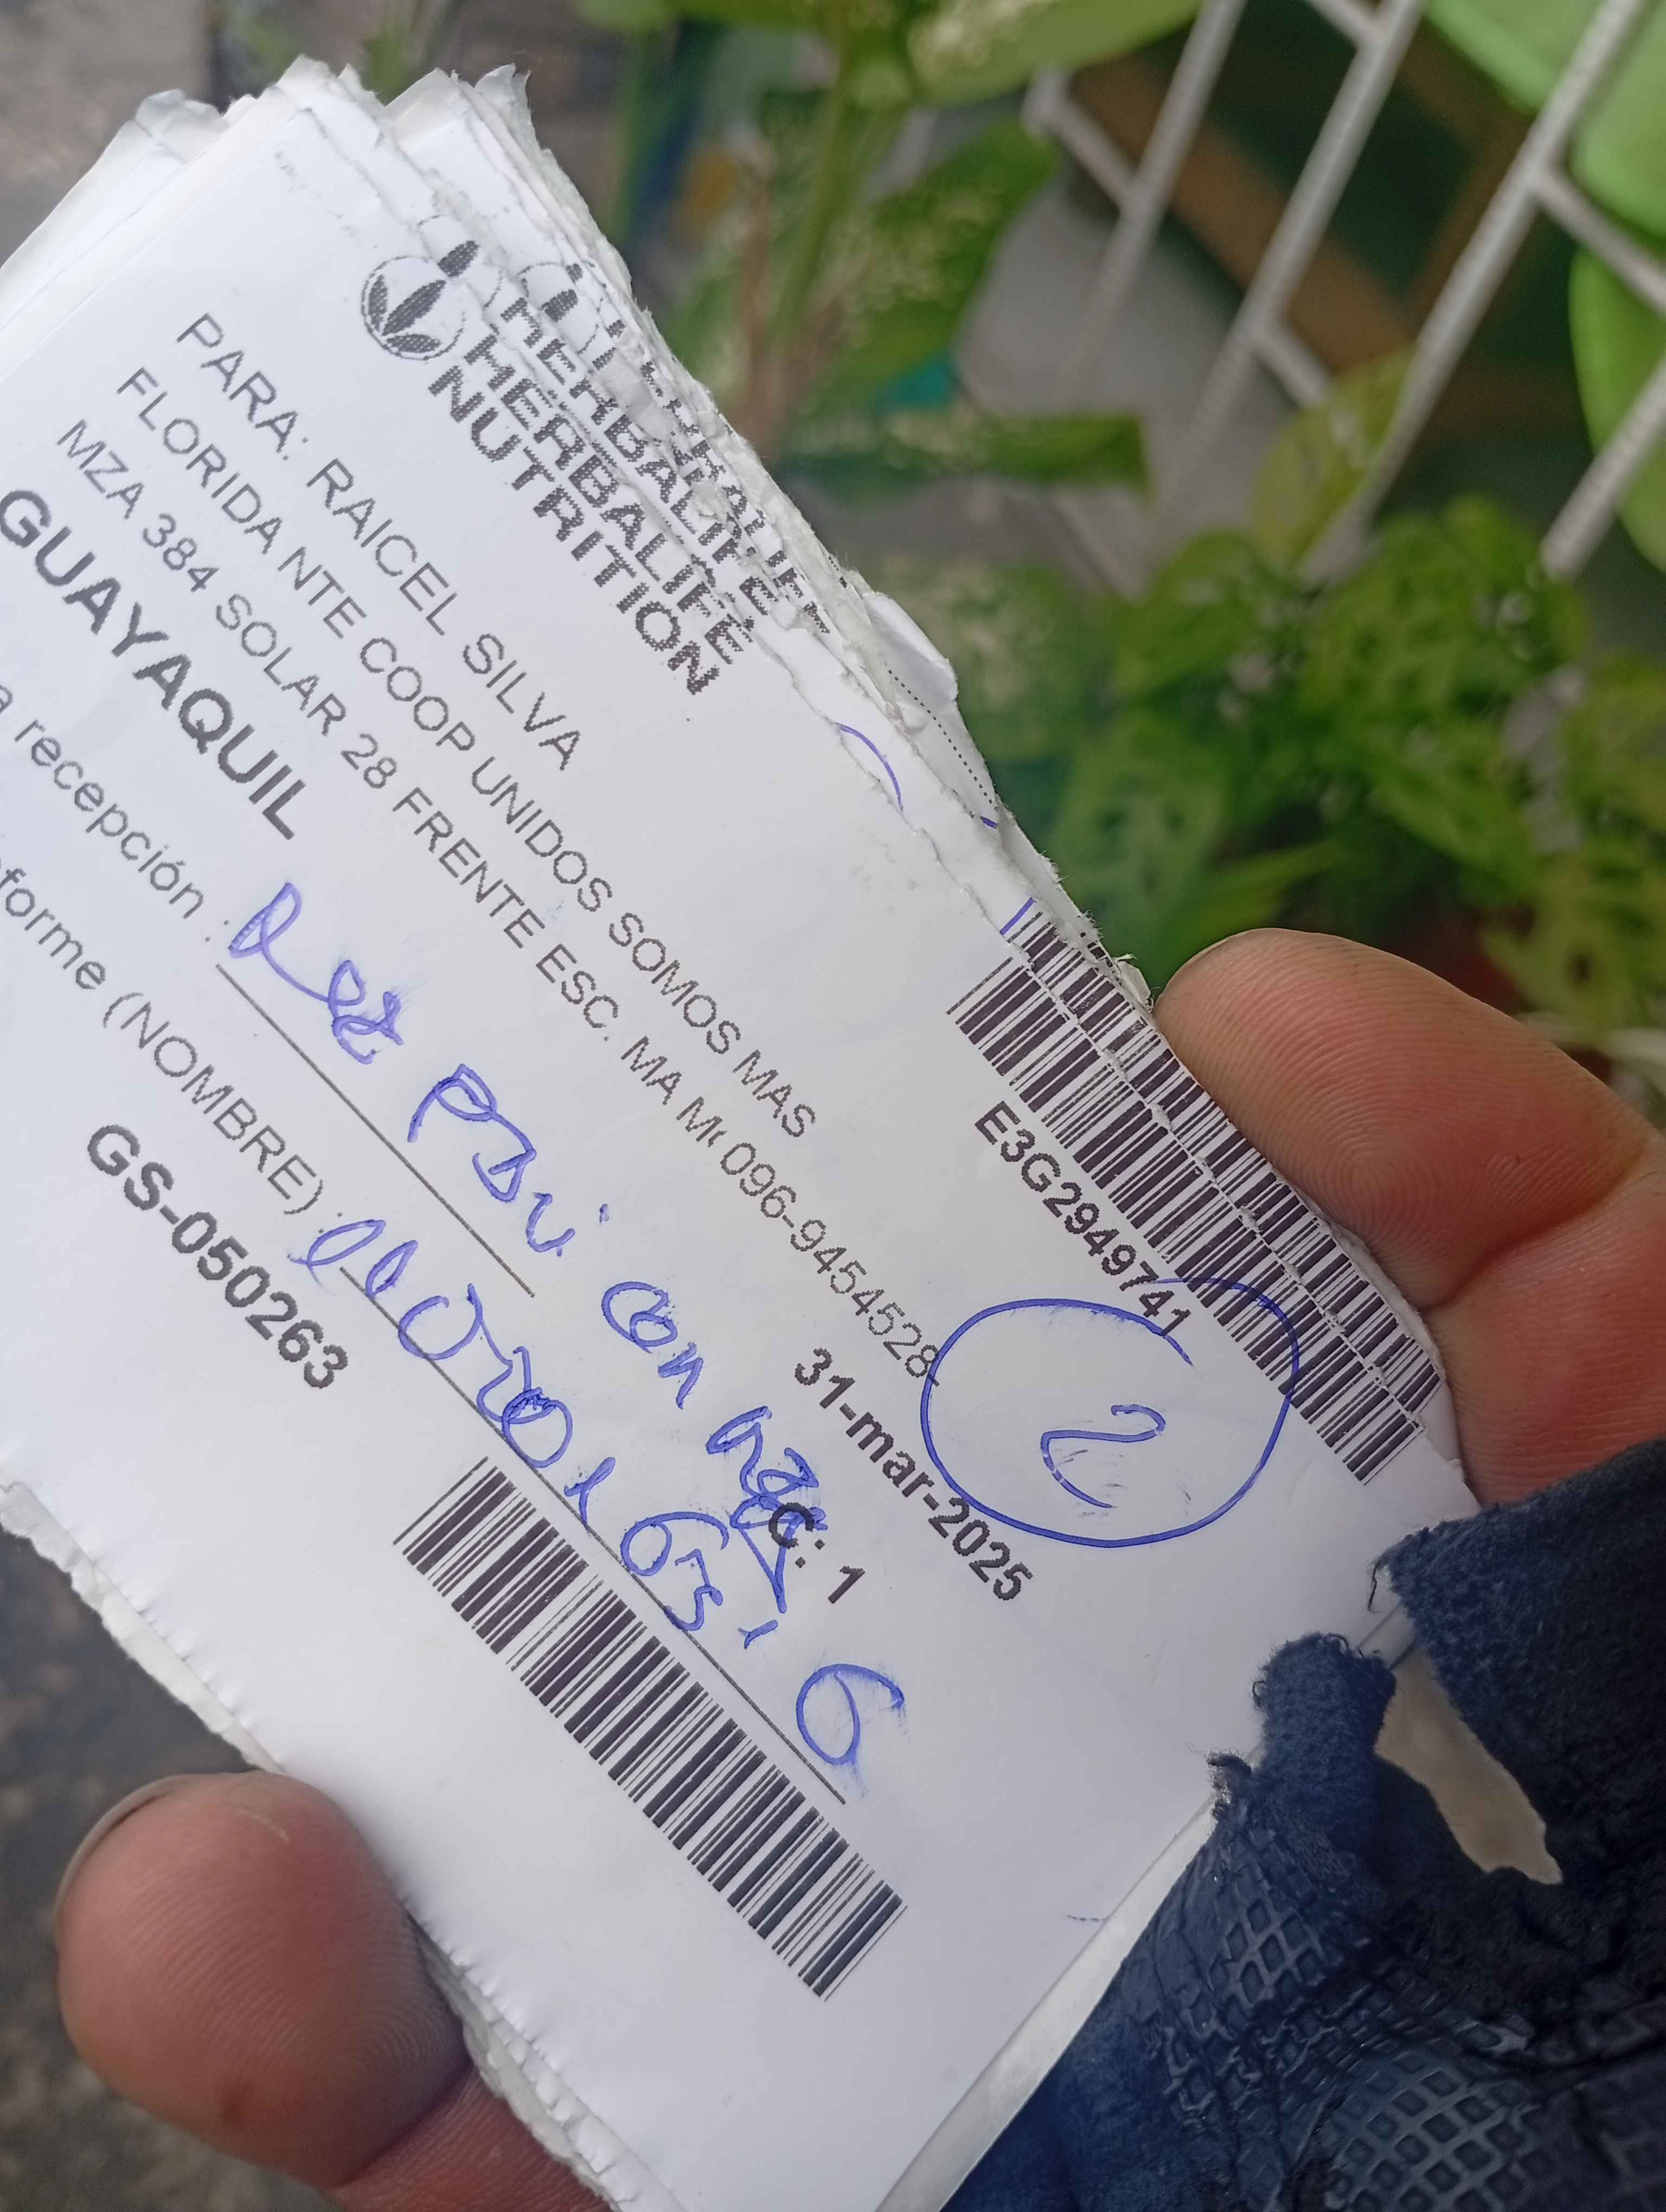 HERBALIFE
NUTRITION
E3G2949741
PARA: RAICEL SILVA
31-mar-2025
FLORIDA NTE COOP UNIDOS SOMOS MAS
MZA 384 SOLAR 28 FRENTE ESC. MA M 096-9454528
GUAYAQUIL
C: 1
2
a recepción :
forme (NOMBRE) :
GS-050263